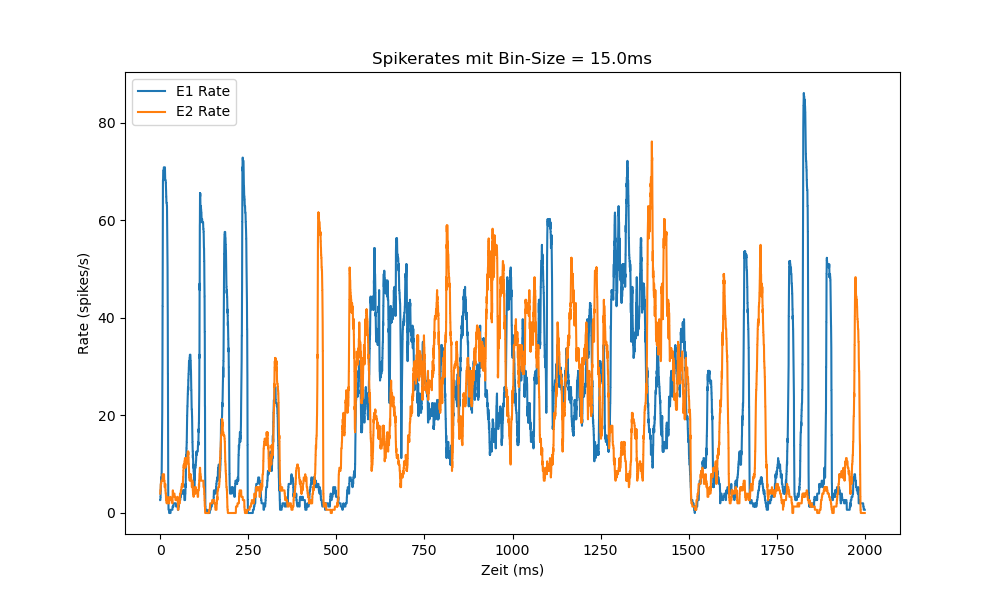 Spikerates mit Bin-Size = 15.0ms
E1 Rate
E2 Rate
80
60
40
20
0
Rate (spikes/s)
0 250 500 750 1000 1250 1500 1750 2000
Zeit (ms)